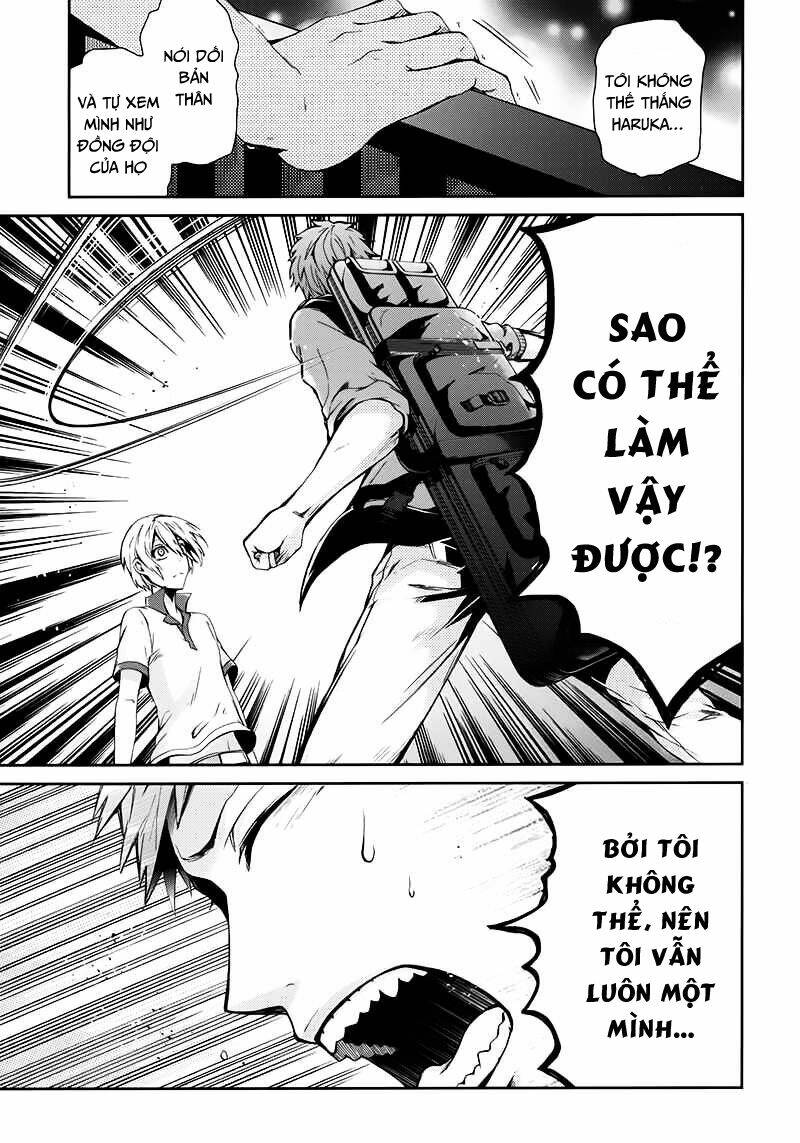 TÔI KHÔNG
THỂ THẮNG
HARUKA...
NÓI DỐI
BẢN
THÂN
VÀ TỰ XEM
MÌNH NHƯ
ĐỒNG ĐỘI
CỦA HỌ
SAO
CÓ THỂ
LÀM
VẬY
ĐƯỢC!?
BỞI TÔI
KHÔNG
THỂ, NÊN
TÔI VẪN
LUÔN MỘT
MÌNH...